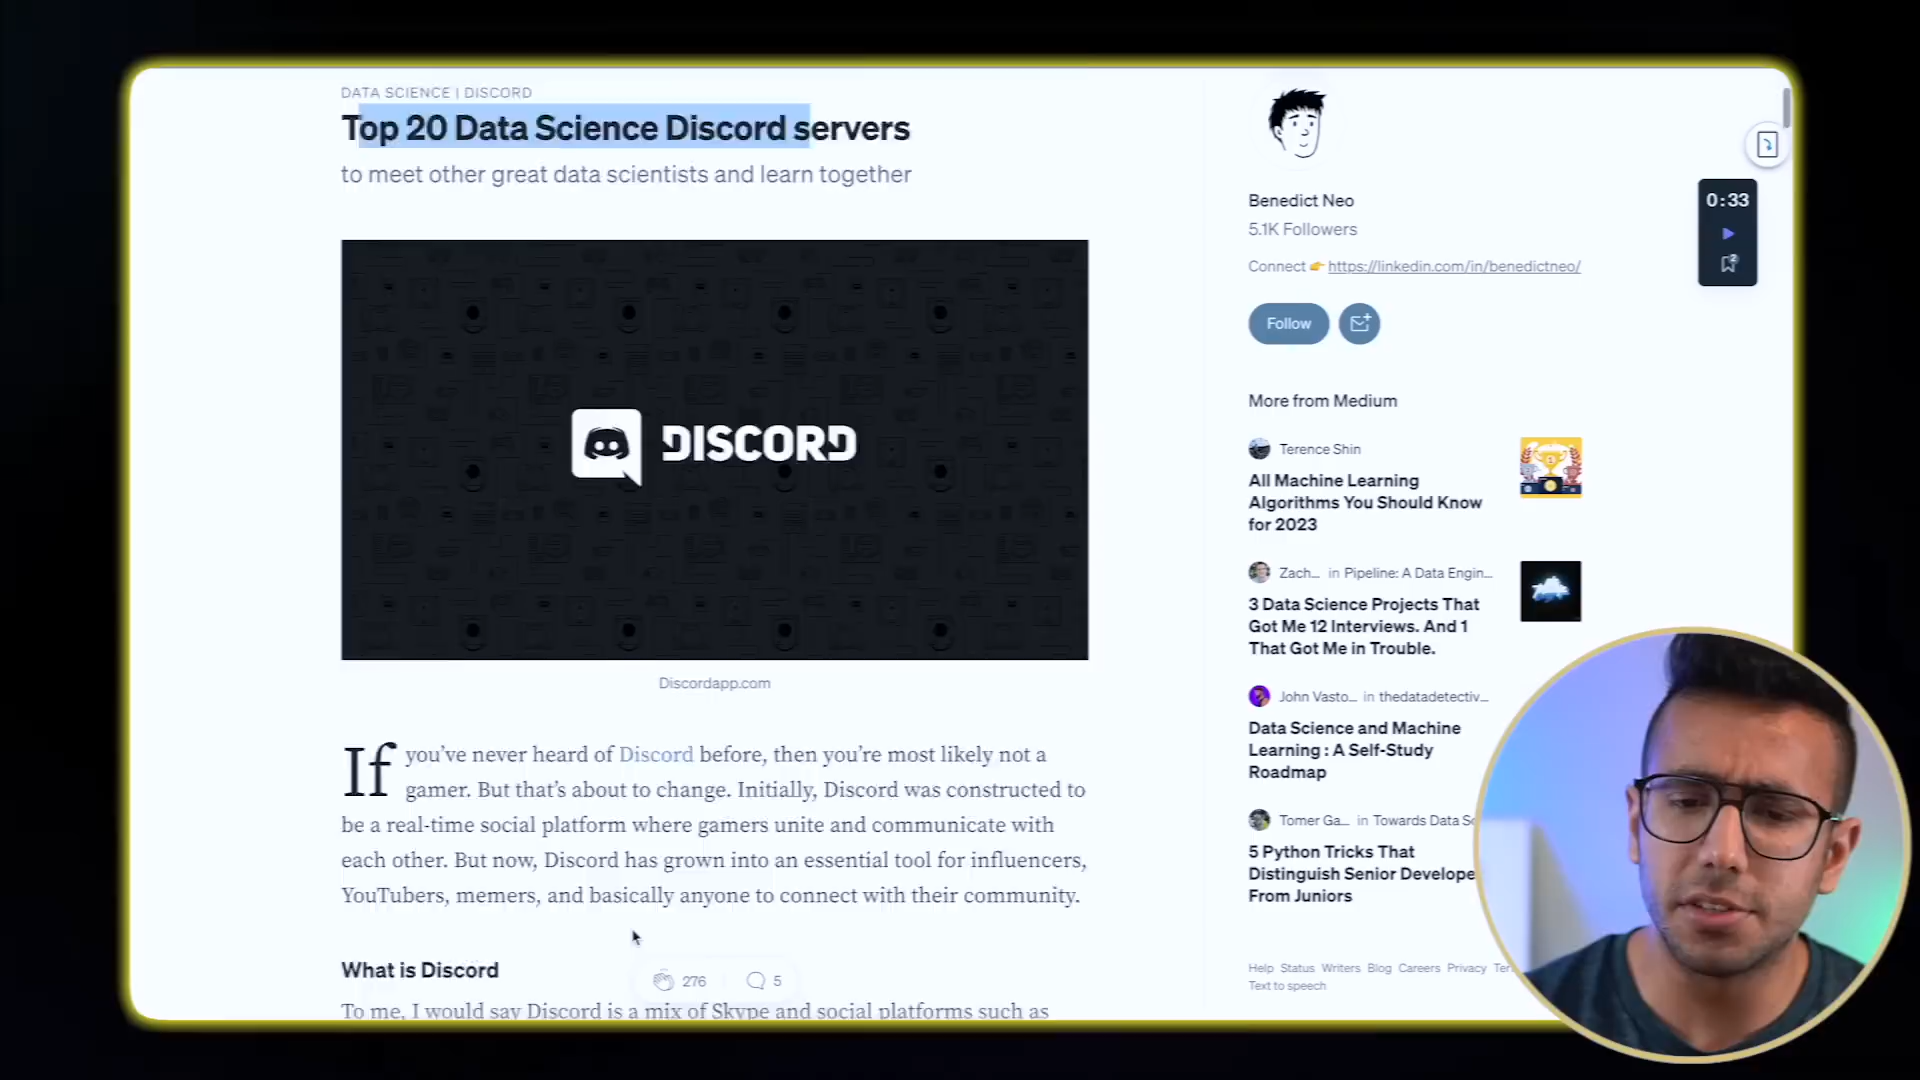 DATA SCIENCE | DISCORD
Top 20 Data Science Discord servers
to meet other great data scientists and learn together
DISCORD
Discordapp.com
If you've never heard of Discord before, then you're most likely not a
gamer. But that's about to change. Initially, Discord was constructed to
be a real-time social platform where gamers unite and communicate with
each other. But now, Discord has grown into an essential tool for influencers,
YouTubers, memers, and basically anyone to connect with their community.
What is Discord
276
5
To me, I would say Discord is a mix of Skype and social platforms such as
Benedict Neo
5.1K Followers
Connect 👉 https://linkedin.com/in/benedictneo/
Follow
More from Medium
Terence Shin
All Machine Learning
Algorithms You Should Know
for 2023
Zach... in Pipeline: A Data Engin...
3 Data Science Projects That
Got Me 12 Interviews. And 1
That Got Me in Trouble.
John Vasto... in thedatadetectiv...
Data Science and Machine
Learning : A Self-Study
Roadmap
Tomer Ga... in Towards Data Sc
5 Python Tricks That
Distinguish Senior Develope
From Juniors
Help Status Writers Blog Careers Privacy Ter
Text to speech
0:33